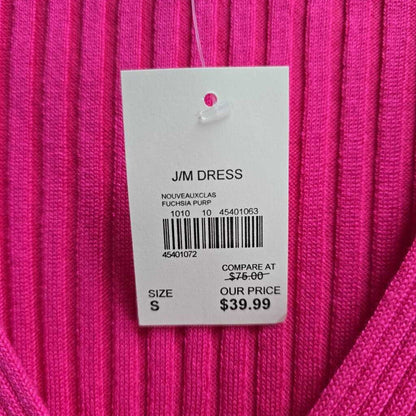 J/M DRESS
NOUVEAUXCLAS
FUCHSIA PURP
1010 10 45401063
45401072
COMPARE AT
$75.00
SIZE OUR PRICE
S $39.99